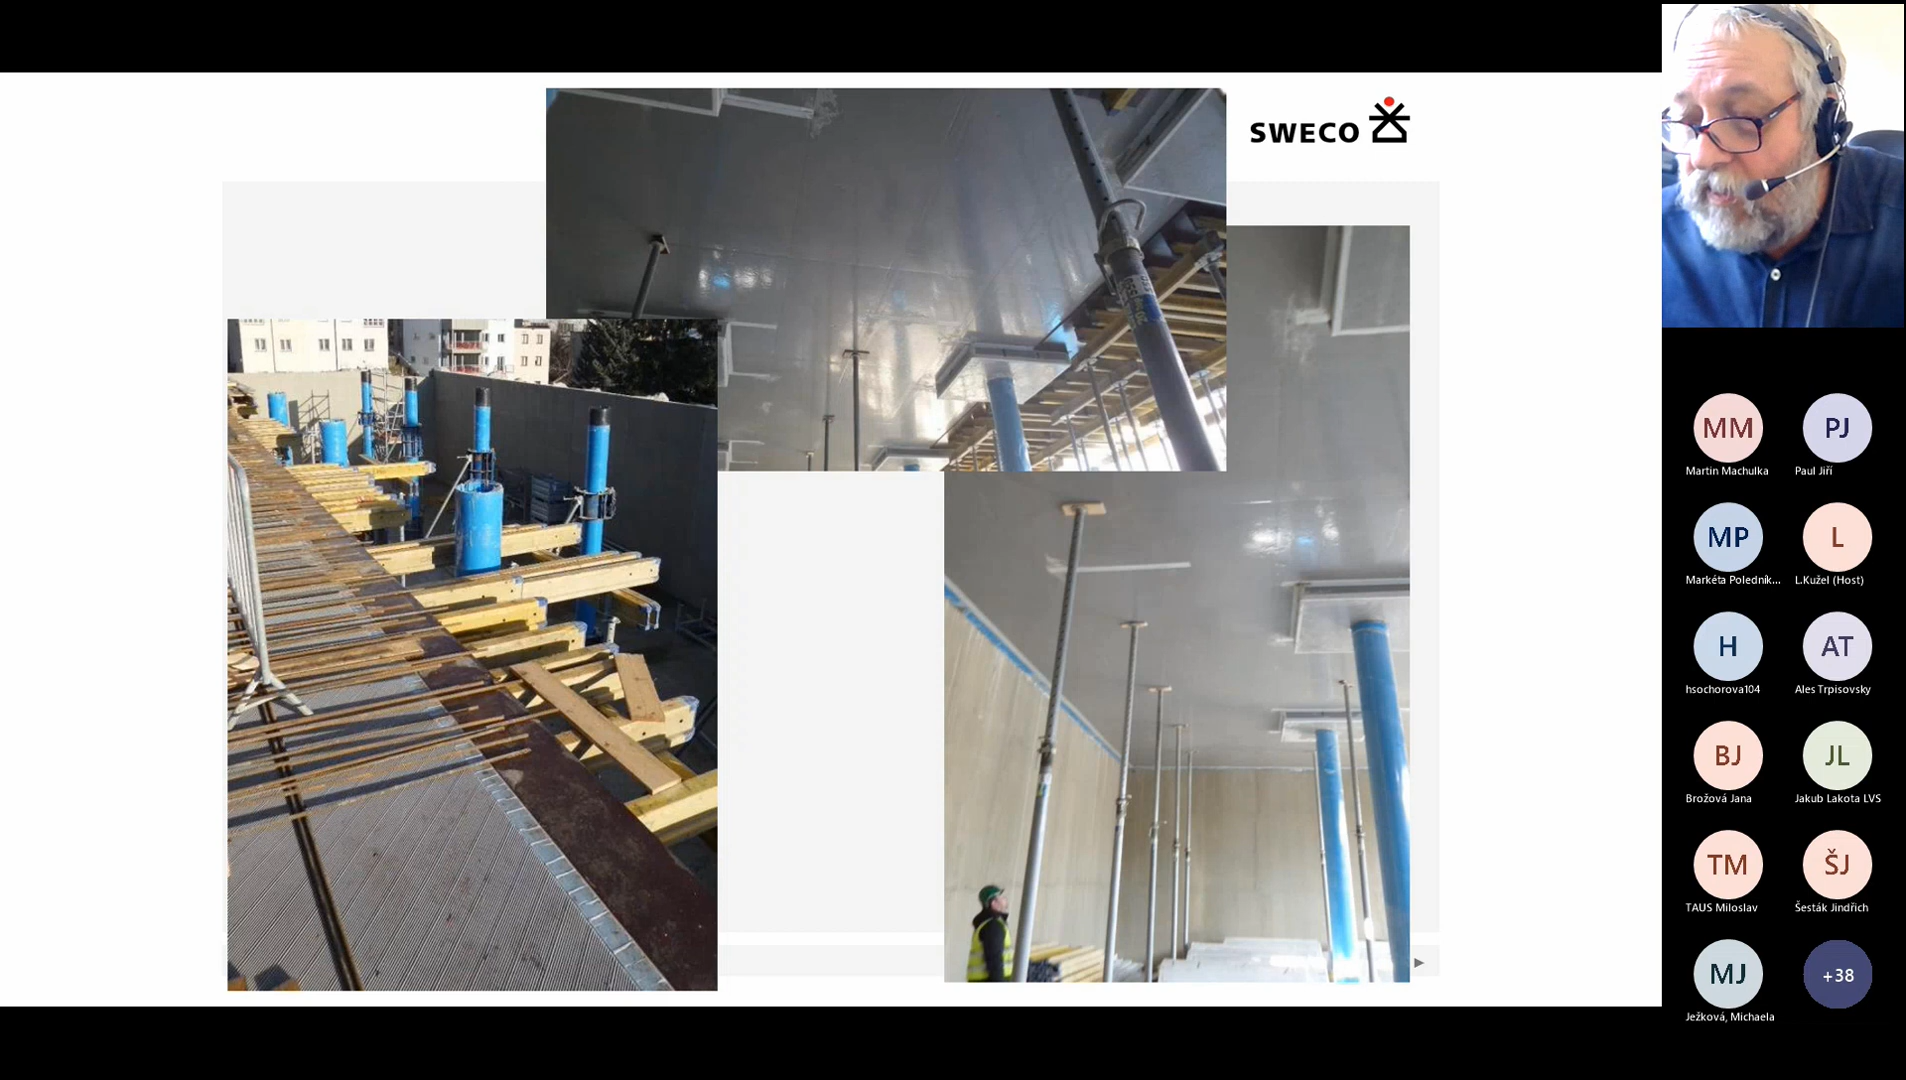 SWECO
MM
PJ
Martin Machulka
Paul Jiří
MP
L
Markéta Poledník...
L.Kužel (Host)
H
AT
hsochorova104
Ales Trpisovsky
BJ
JL
Brožová Jana
Jakub Lakota LVS
TM
ŠJ
TAUS Miloslav
Šesták Jindřich
MJ
+38
Ježková, Michaela